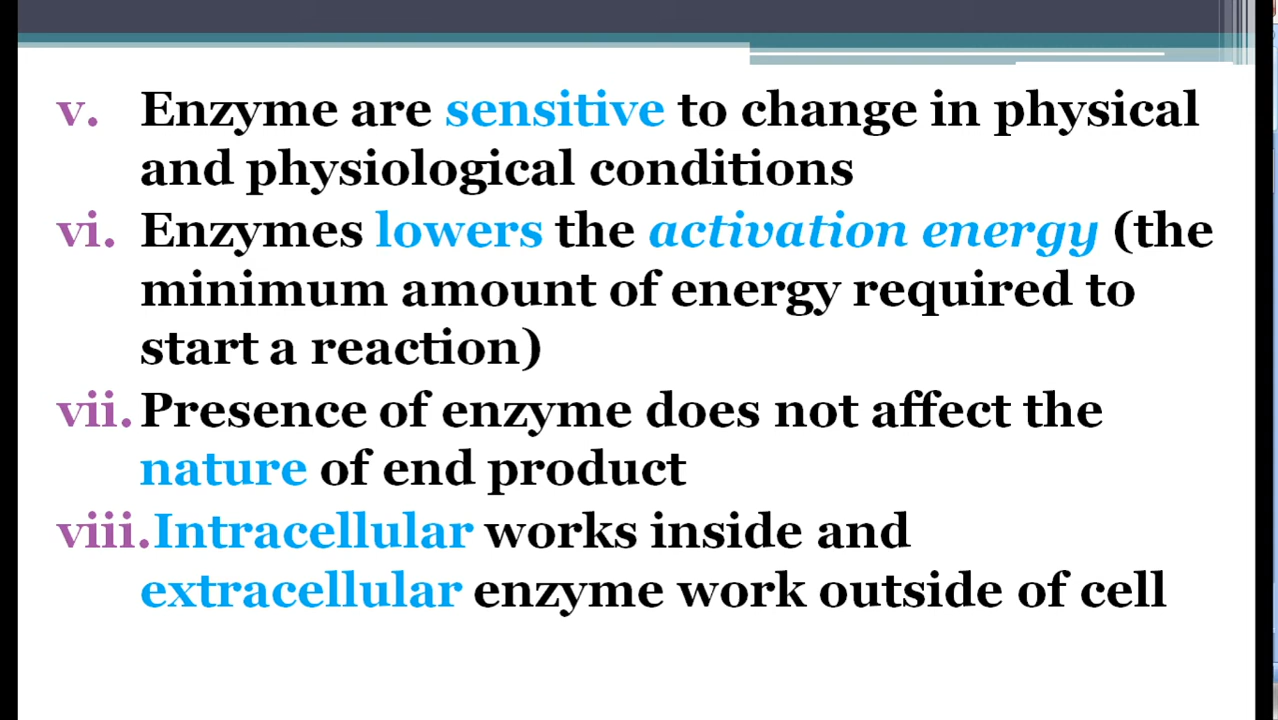 v. Enzyme are sensitive to change in physical
and physiological conditions
vi. Enzymes lowers the activation energy (the
minimum amount of energy required to
start a reaction)
vii. Presence of enzyme does not affect the
nature of end product
viii. Intracellular works inside and
extracellular enzyme work outside of cell